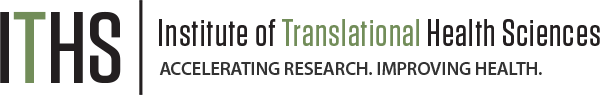 ITHS
Institute of Translational Health Sciences
ACCELERATING RESEARCH. IMPROVING HEALTH.